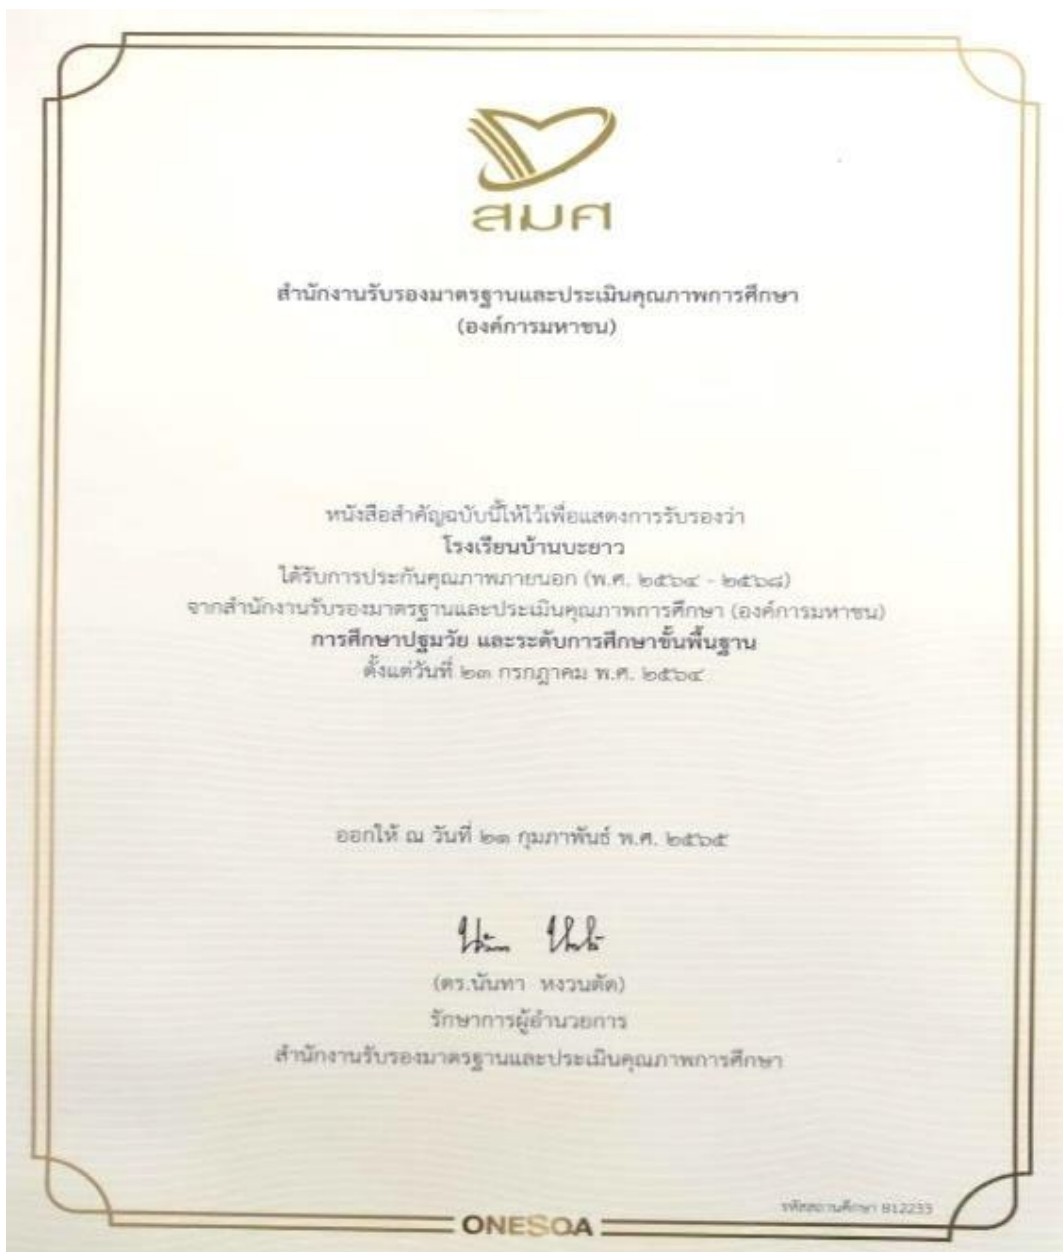 สมศ
สำนักงานรับรองมาตรฐานและประเมินคุณภาพการศึกษา
(องค์การมหาชน)
หนังสือสำคัญฉบับนี้ให้ไว้เพื่อแสดงการรับรองว่า
โรงเรียนบ้านบะยาว
ได้รับการประกันคุณภาพภายนอก (พ.ศ. ๒๕๖๔ - ๒๕๖๘)
จากสำนักงานรับรองมาตรฐานและประเมินคุณภาพการศึกษา (องค์การมหาชน)
การศึกษาปฐมวัย และระดับการศึกษาขั้นพื้นฐาน
ตั้งแต่วันที่ ๒๓ กรกฎาคม พ.ศ. ๒๕๖๔
ออกให้ ณ วันที่ ๒๑ กุมภาพันธ์ พ.ศ. ๒๕๖๕
(ดร.นันทา หงวนตัด)
รักษาการผู้อำนวยการ
สำนักงานรับรองมาตรฐานและประเมินคุณภาพการศึกษา
รหัสสถานศึกษา 812233
ONESQA